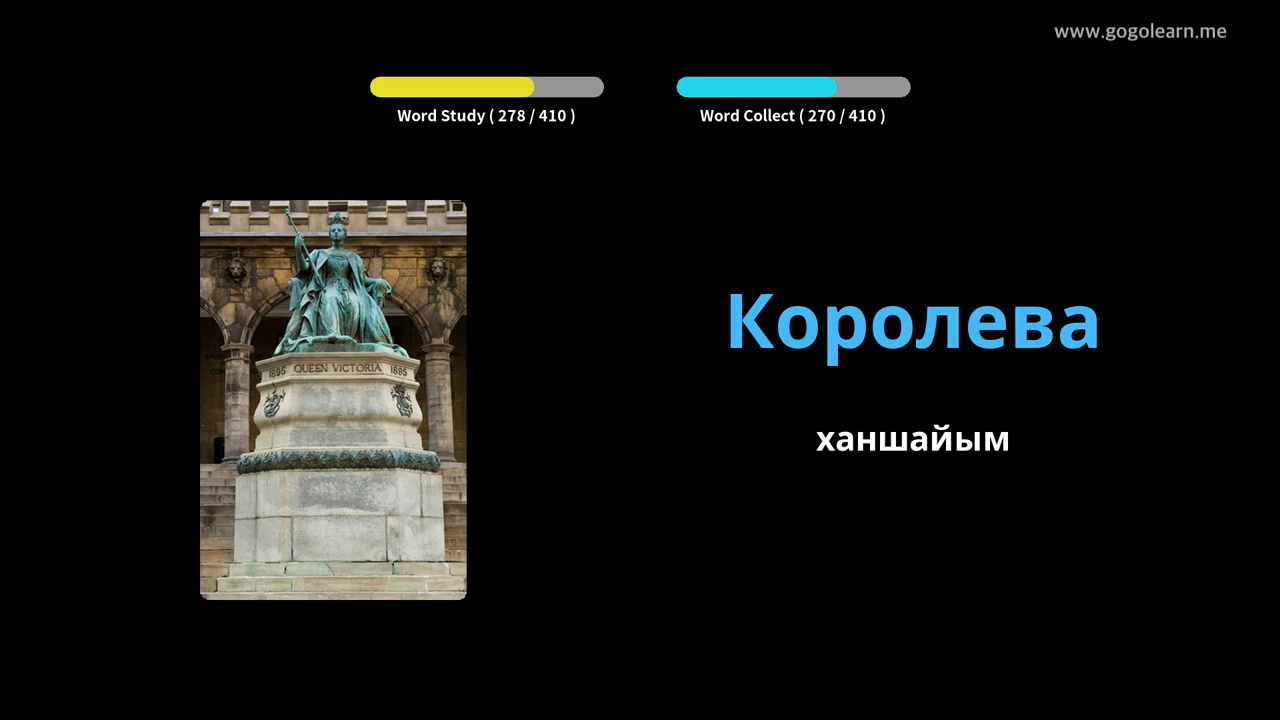 www.gogolearn.me
Word Study ( 278 / 410 )
Word Collect ( 270 / 410 )
1895 QUEEN VICTORIA 1895
Королева
ханшайым